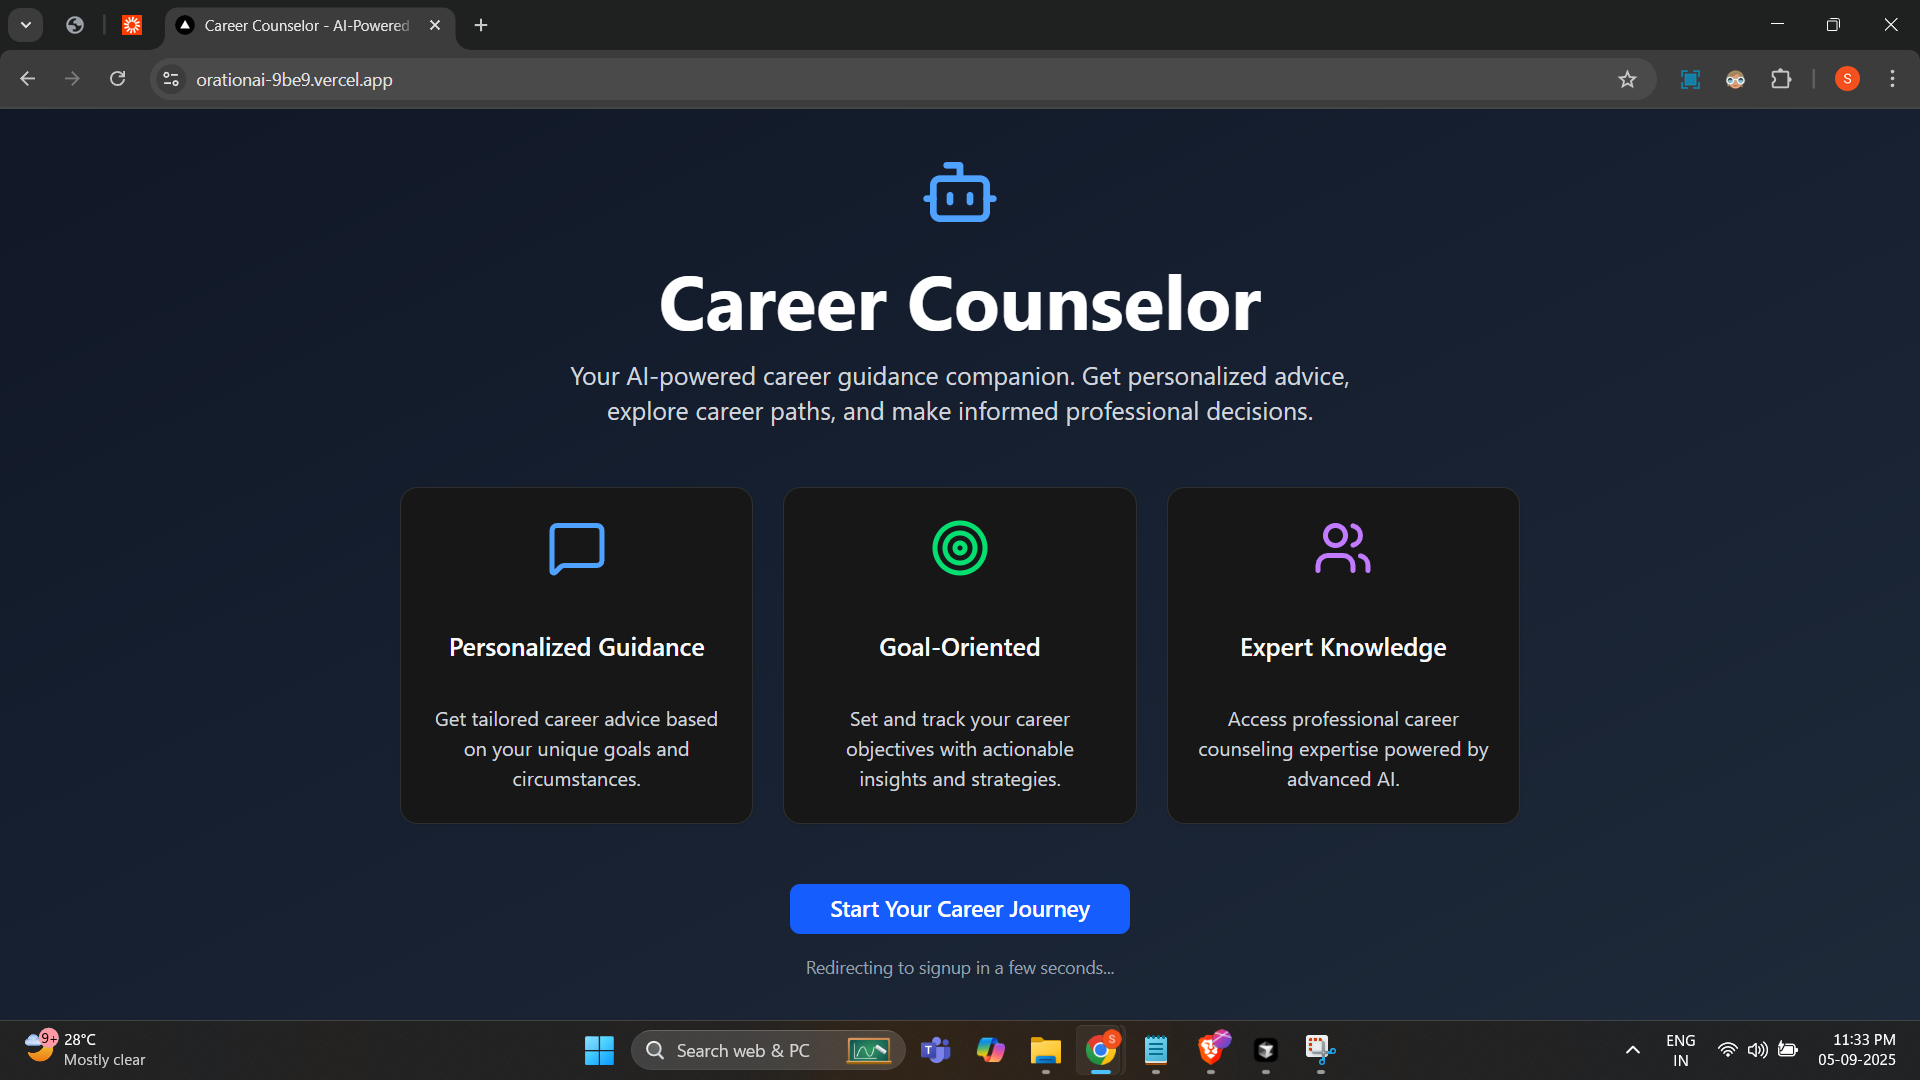 Career Counselor - AI-Powered
orationai-9be9.vercel.app
S
Career Counselor
Your AI-powered career guidance companion. Get personalized advice,
explore career paths, and make informed professional decisions.
Personalized Guidance
Get tailored career advice based
on your unique goals and
circumstances.
Goal-Oriented
Set and track your career
objectives with actionable
insights and strategies.
Expert Knowledge
Access professional career
counseling expertise powered by
advanced AI.
Start Your Career Journey
Redirecting to signup in a few seconds...
9+
28°C
Mostly clear
Search web & PC
T
S
ENG
IN
11:33 PM
05-09-2025